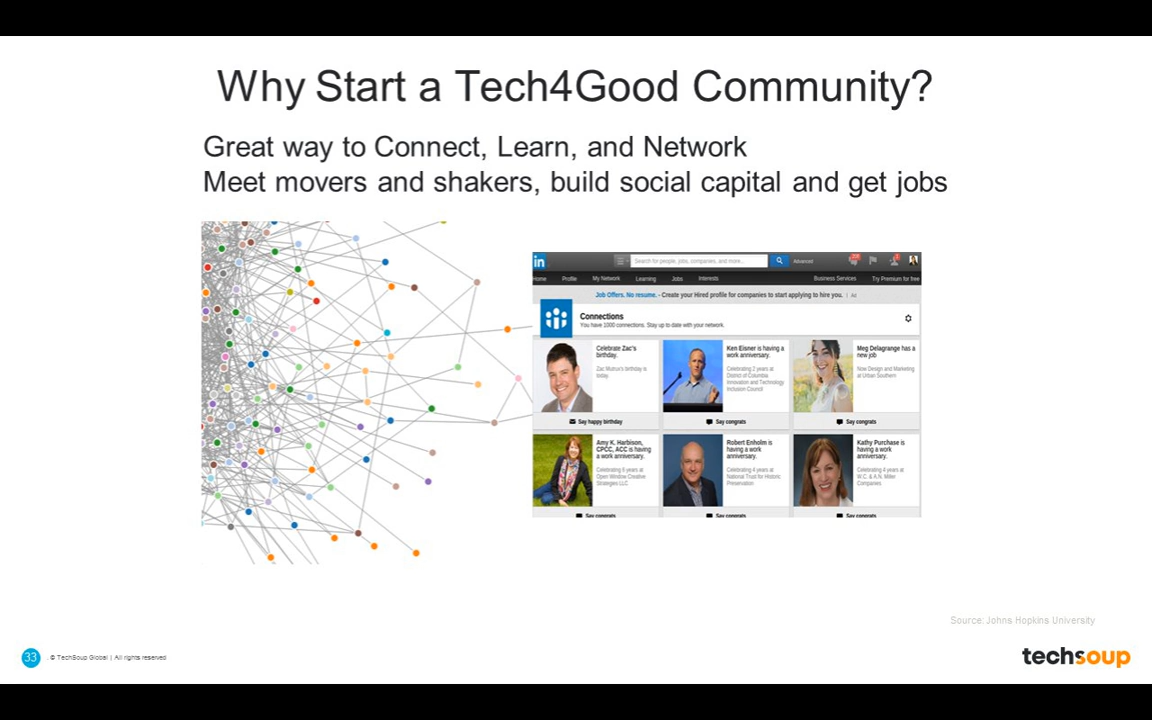 Why Start a Tech4Good Community?
Great way to Connect, Learn, and Network
Meet movers and shakers, build social capital and get jobs
in
Search for people, jobs, companies, and more...
Advanced
Home Profile My Network Learning Jobs Interests Business Services Try Premium for free
Job Offers. No resume. - Create your Hired profile for companies to start applying to hire you. | Ad
Connections
You have 1000 connections. Stay up to date with your network.
Celebrate Zac's
birthday.
Zac Mutrux's birthday is
today.
Say happy birthday
Ken Eisner is having a
work anniversary.
Celebrating 2 years at
District of Columbia
Innovation and Technology
Inclusion Council
Say congrats
Meg Delagrange has a
new job
Now Design and Marketing
at Urban Southern
Say congrats
Amy K. Harbison,
CPCC, ACC is having
a work anniversary.
Celebrating 6 years at
Open Window Creative
Strategies LLC
Say congrats
Robert Enholm is
having a work
anniversary.
Celebrating 4 years at
National Trust for Historic
Preservation
Say congrats
Kathy Purchase is
having a work
anniversary.
Celebrating 4 years at
W.C. & A.N. Miller
Companies
Say congrats
Source: Johns Hopkins University
33
© TechSoup Global | All rights reserved
techsoup